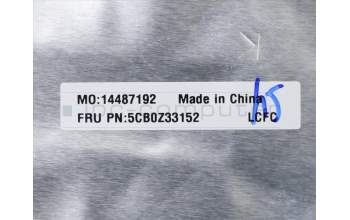 MO:14487192 Made in China
FRU PN:5CB0Z33152 LCFC